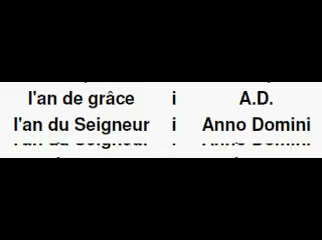 l'an de grâce i A.D.
l'an du Seigneur i Anno Domini